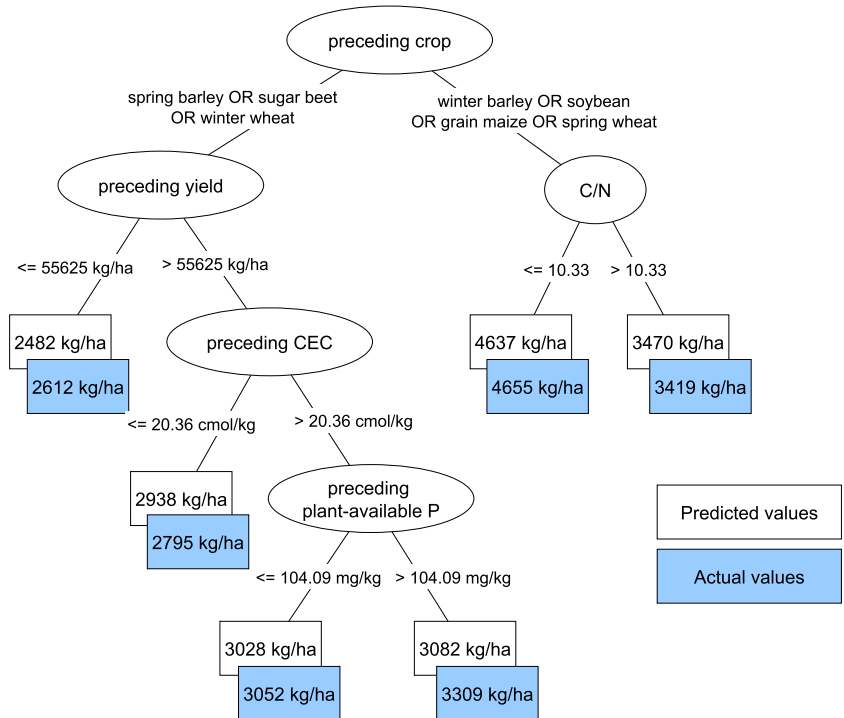 preceding crop
spring barley OR sugar beet
OR winter wheat
winter barley OR soybean
OR grain maize OR spring wheat
preceding yield
C/N
<= 55625 kg/ha
> 55625 kg/ha
<= 10.33
> 10.33
2482 kg/ha
2612 kg/ha
preceding CEC
4637 kg/ha
4655 kg/ha
3470 kg/ha
3419 kg/ha
<= 20.36 cmol/kg
> 20.36 cmol/kg
2938 kg/ha
2795 kg/ha
preceding
plant-available P
Predicted values
Actual values
<= 104.09 mg/kg
> 104.09 mg/kg
3028 kg/ha
3052 kg/ha
3082 kg/ha
3309 kg/ha